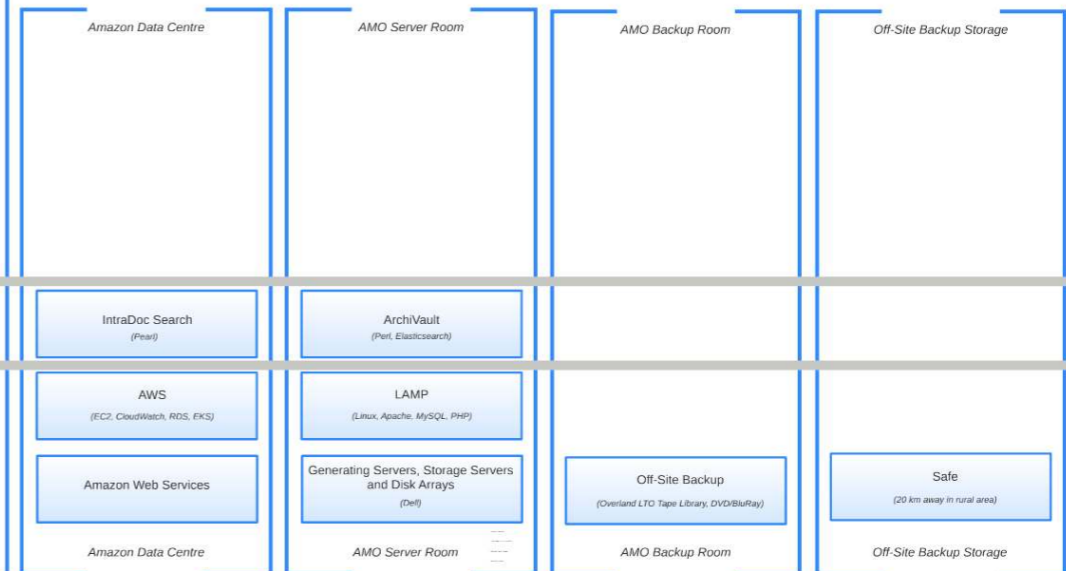 Amazon Data Centre
AMO Server Room
AMO Backup Room
Off-Site Backup Storage
IntraDoc Search
(Pearl)
ArchiVault
(Perl, Elasticsearch)
AWS
(EC2, CloudWatch, RDS, EKS)
LAMP
(Linux, Apache, MySQL, PHP)
Amazon Web Services
Generating Servers, Storage Servers
and Disk Arrays
(Dell)
Off-Site Backup
(Overland LTO Tape Library, DVD/BluRay)
Safe
(20 km away in rural area)
Amazon Data Centre
AMO Server Room
AMO Backup Room
Off-Site Backup Storage